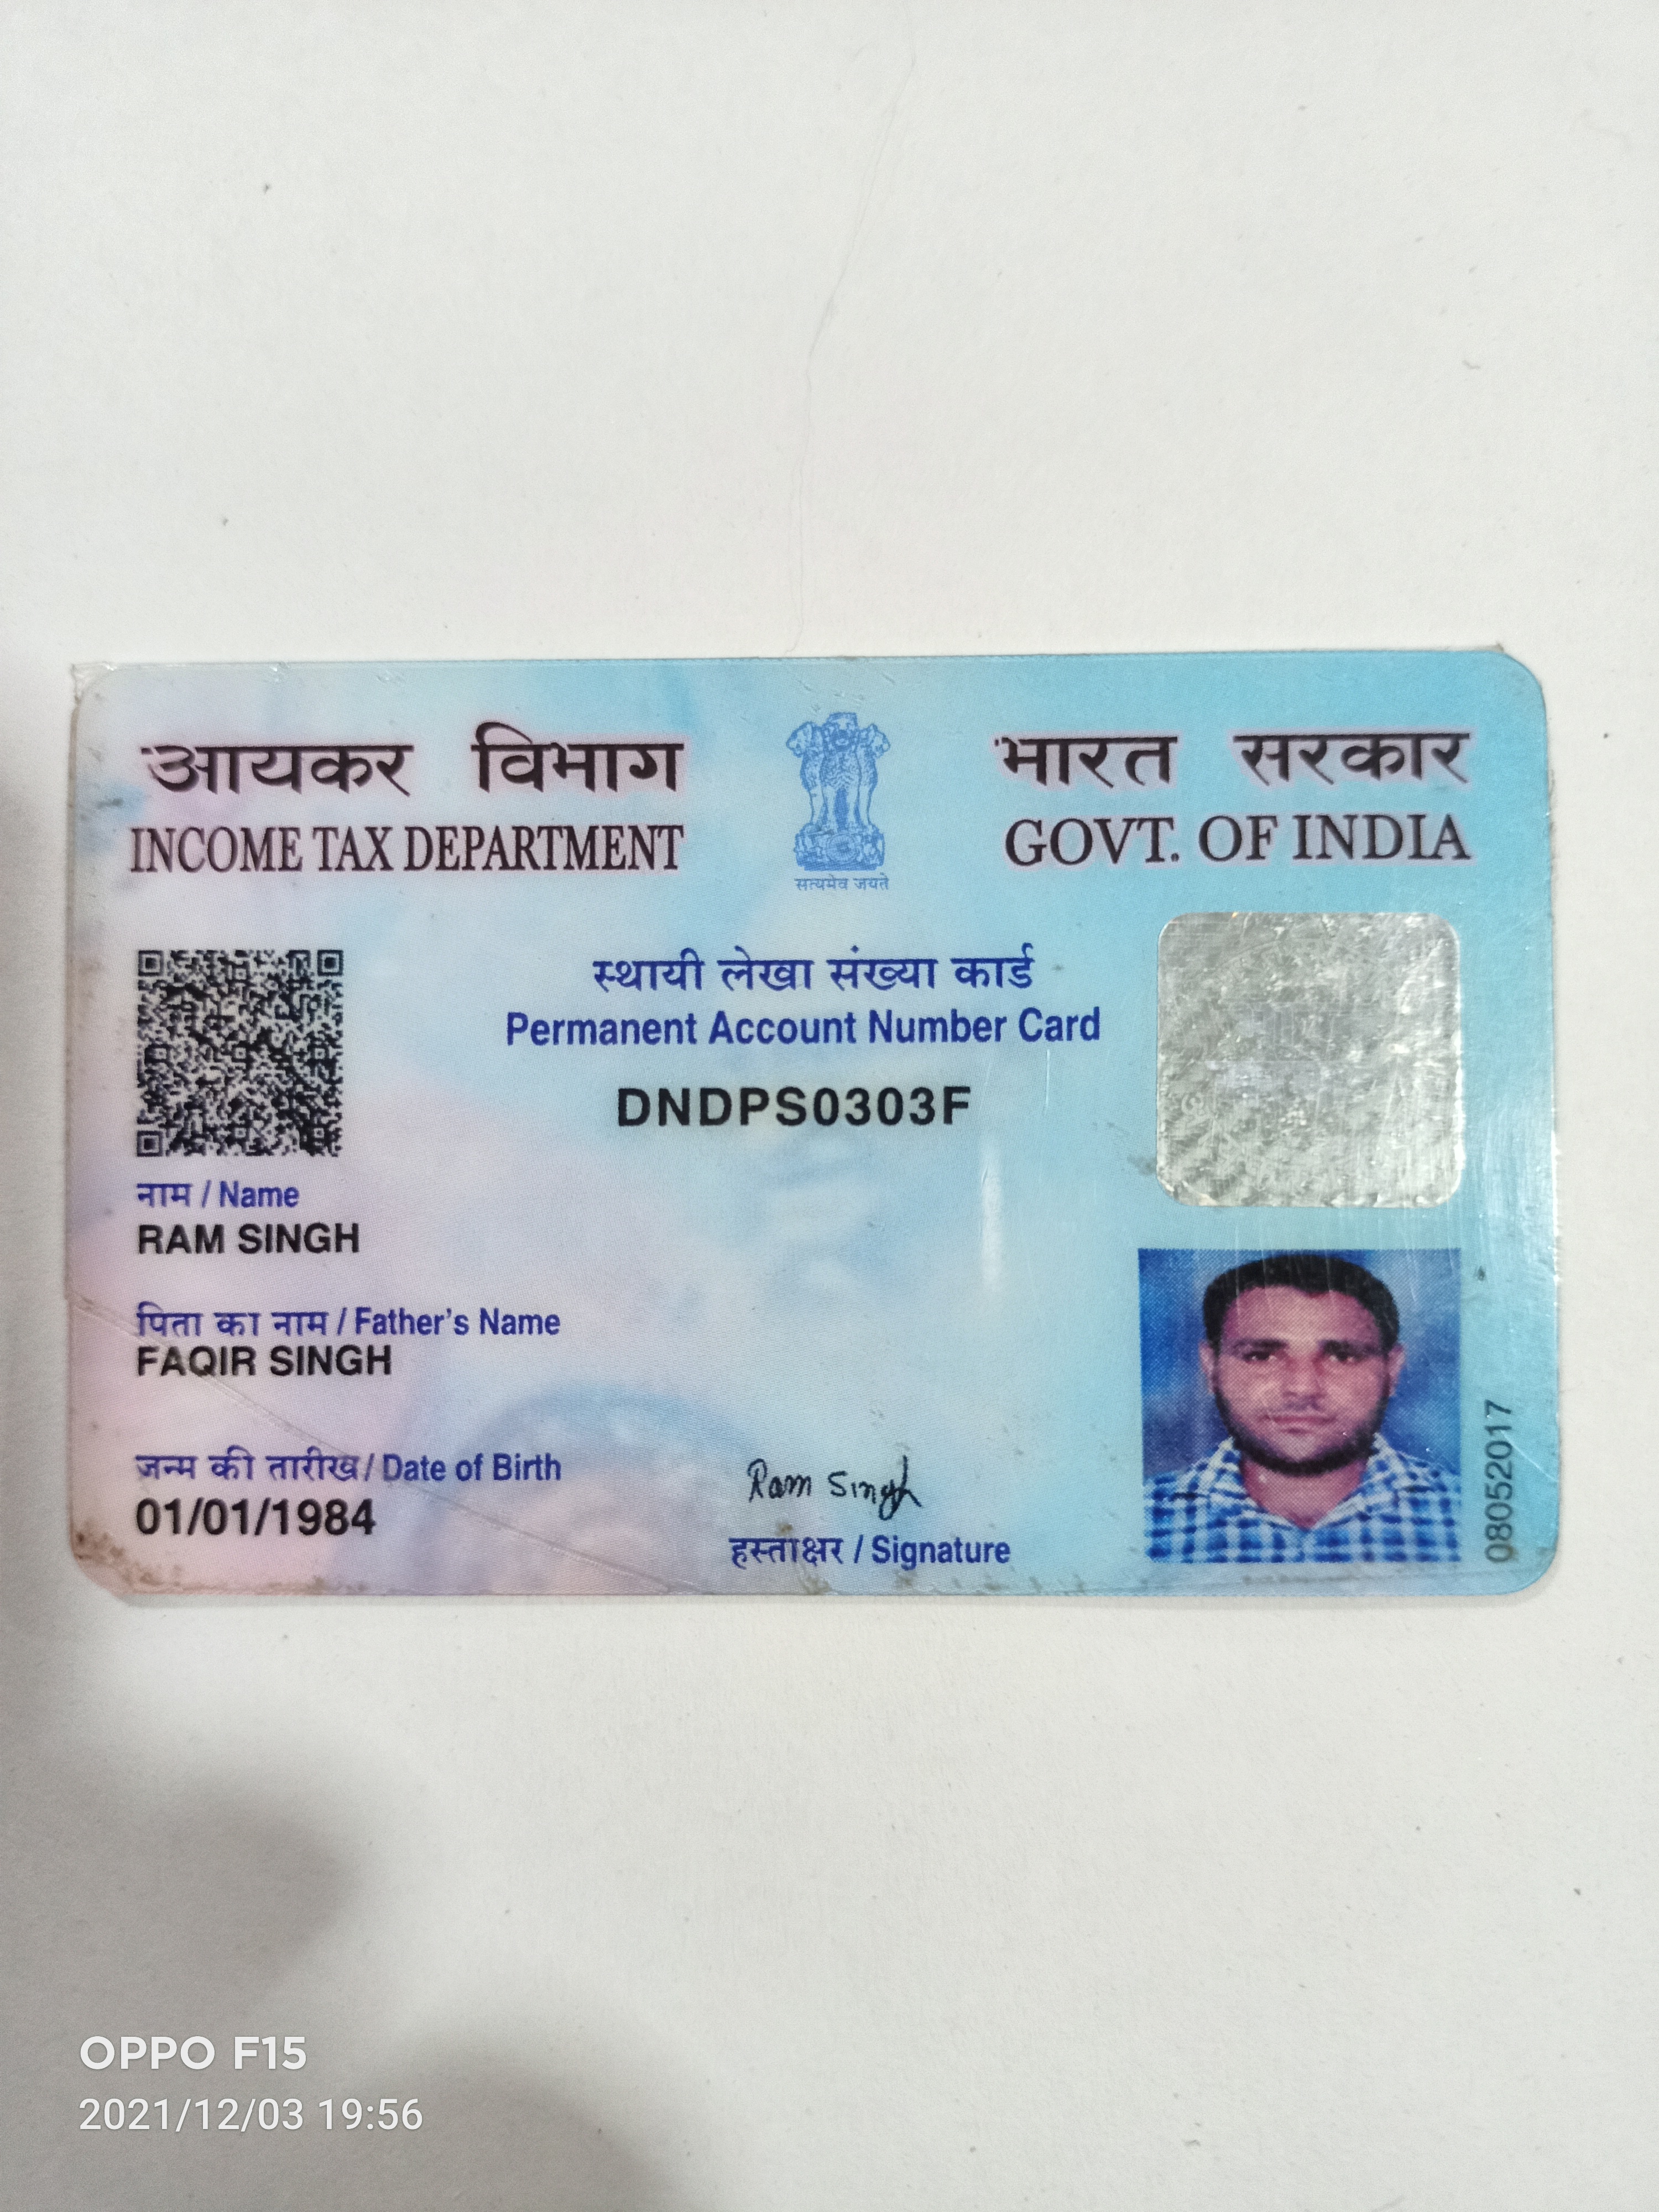 आयकर विभाग
INCOME TAX DEPARTMENT
सत्यमेव जयते
भारत सरकार
GOVT. OF INDIA
स्थायी लेखा संख्या कार्ड
Permanent Account Number Card
DNDPS0303F
नाम / Name
RAM SINGH
पिता का नाम / Father's Name
FAQIR SINGH
जन्म की तारीख / Date of Birth
01/01/1984
Ram Singh
हस्ताक्षर / Signature
08052017
OPPO F15
2021/12/03 19:56